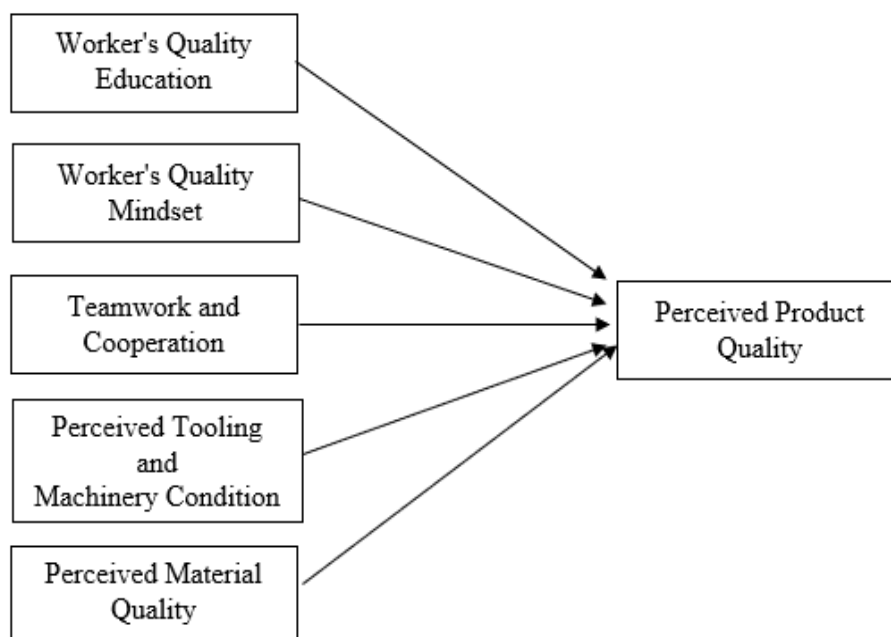 Worker's Quality
Education
Worker's Quality
Mindset
Teamwork and
Cooperation
Perceived Tooling
and
Machinery Condition
Perceived Material
Quality
Perceived Product
Quality